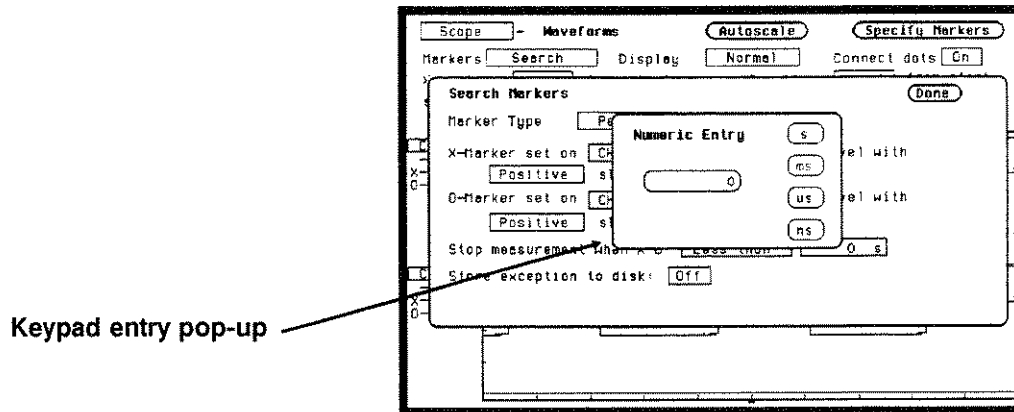 Scope - Waveforms Autoscale Specify Markers
Markers Search Display Normal Connect dots On
Search Markers Done
Marker Type
Numeric Entry s
X-Marker set on with
ms
Positive
0
O-Marker set on with
us
Positive
ns
Stop measurement when X-O Less than 0 s
Store exception to disk: Off
X
O
X
O
Keypad entry pop-up